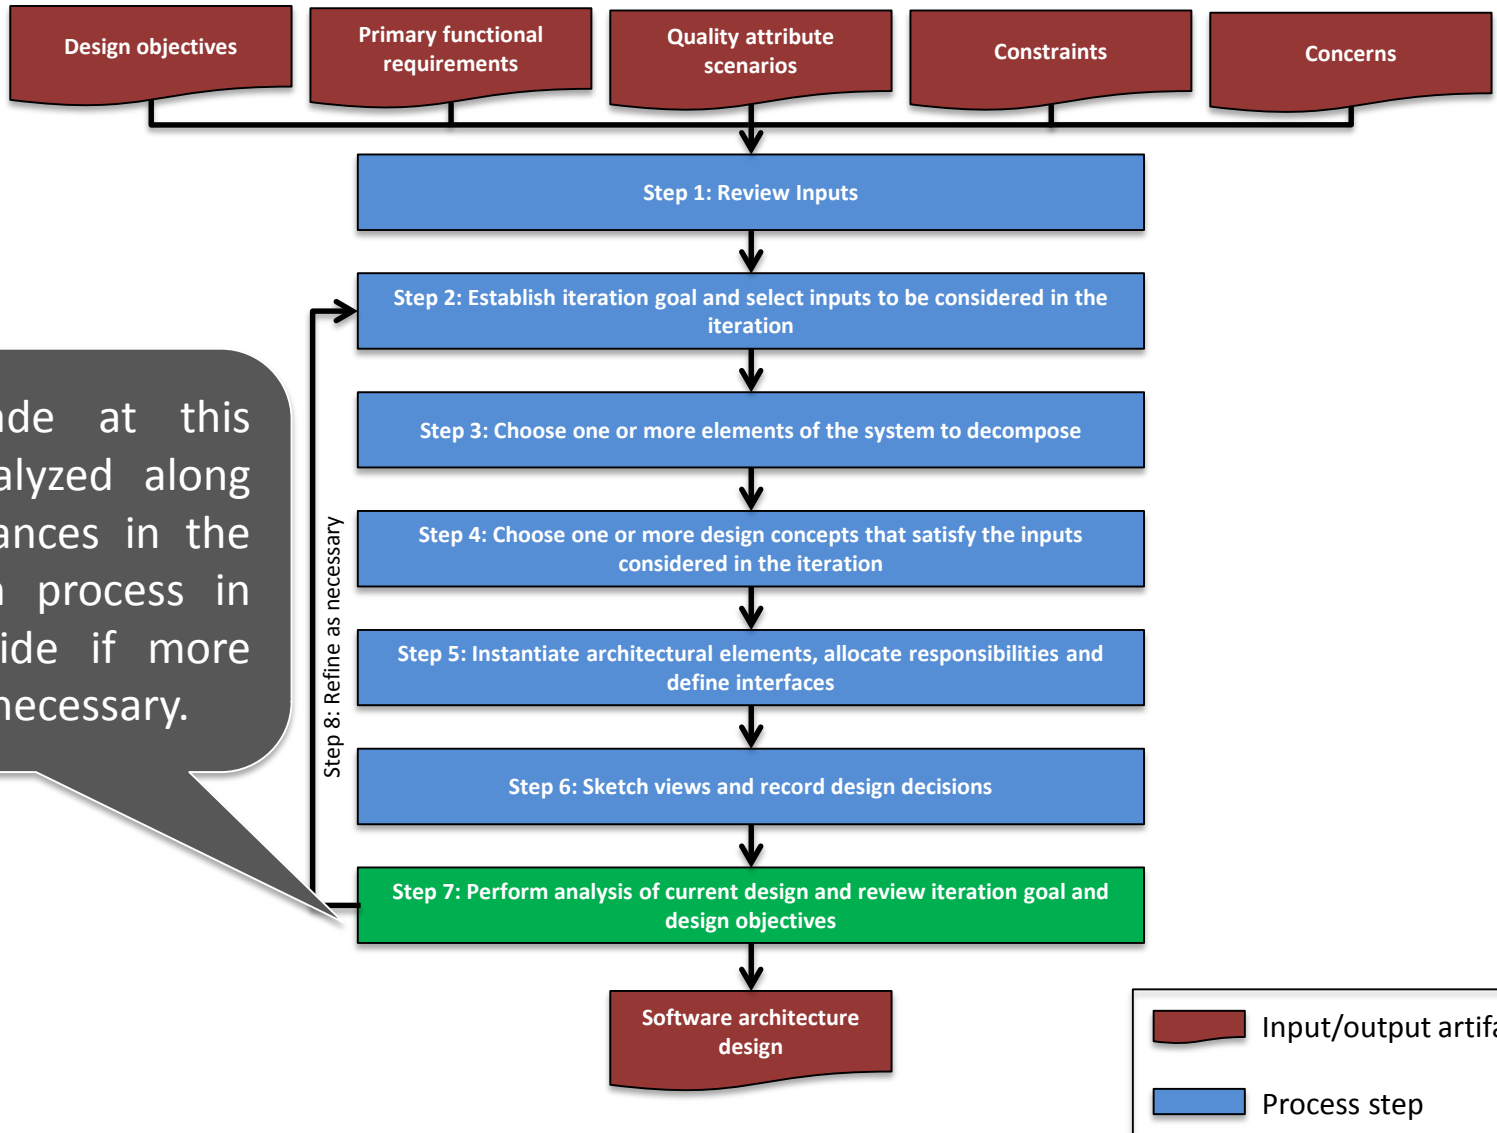 Design objectives
Primary functional
requirements
Quality attribute
scenarios
Constraints
Concerns
Step 1: Review Inputs
Step 2: Establish iteration goal and select inputs to be considered in the
iteration
at this
along
in the
process in
if more
necessary.
Step 8: Refine as necessary
Step 3: Choose one or more elements of the system to decompose
Step 4: Choose one or more design concepts that satisfy the inputs
considered in the iteration
Step 5: Instantiate architectural elements, allocate responsibilities and
define interfaces
Step 6: Sketch views and record design decisions
Step 7: Perform analysis of current design and review iteration goal and
design objectives
Software architecture
design
Input/output
Process step